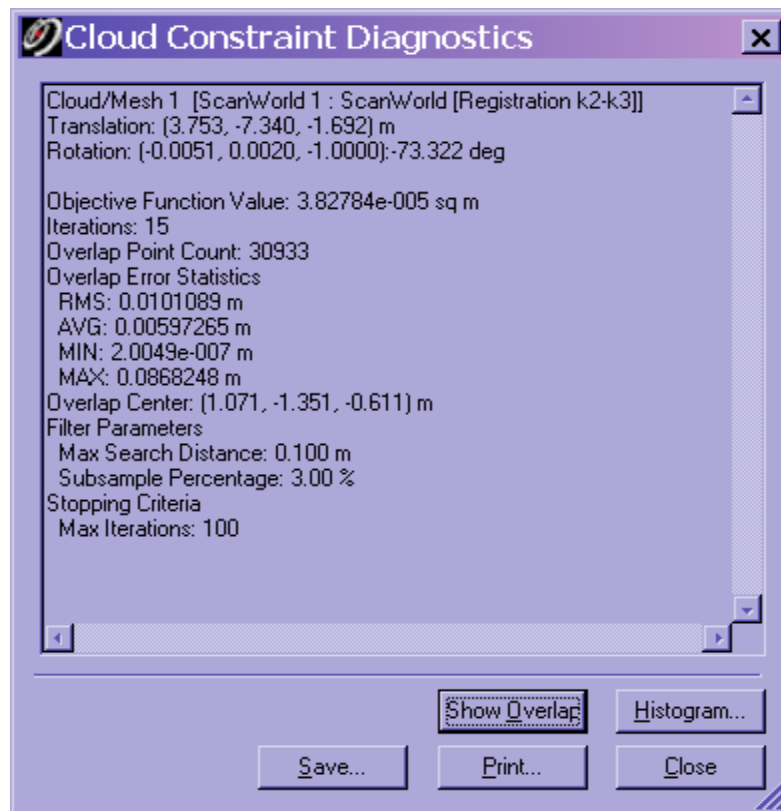 Cloud Constraint Diagnostics
Cloud/Mesh 1 [ScanWorld 1 : ScanWorld [Registration k2-k3]]
Translation: (3.753, -7.340, -1.692) m
Rotation: (-0.0051, 0.0020, -1.0000):-73.322 deg
Objective Function Value: 3.82784e-005 sq m
Iterations: 15
Overlap Point Count: 30933
Overlap Error Statistics
RMS: 0.0101089 m
AVG: 0.00597265 m
MIN: 2.0049e-007 m
MAX: 0.0868248 m
Overlap Center: (1.071, -1.351, -0.611) m
Filter Parameters
Max Search Distance: 0.100 m
Subsample Percentage: 3.00 %
Stopping Criteria
Max Iterations: 100
Show Overlap Histogram...
Save... Print... Close